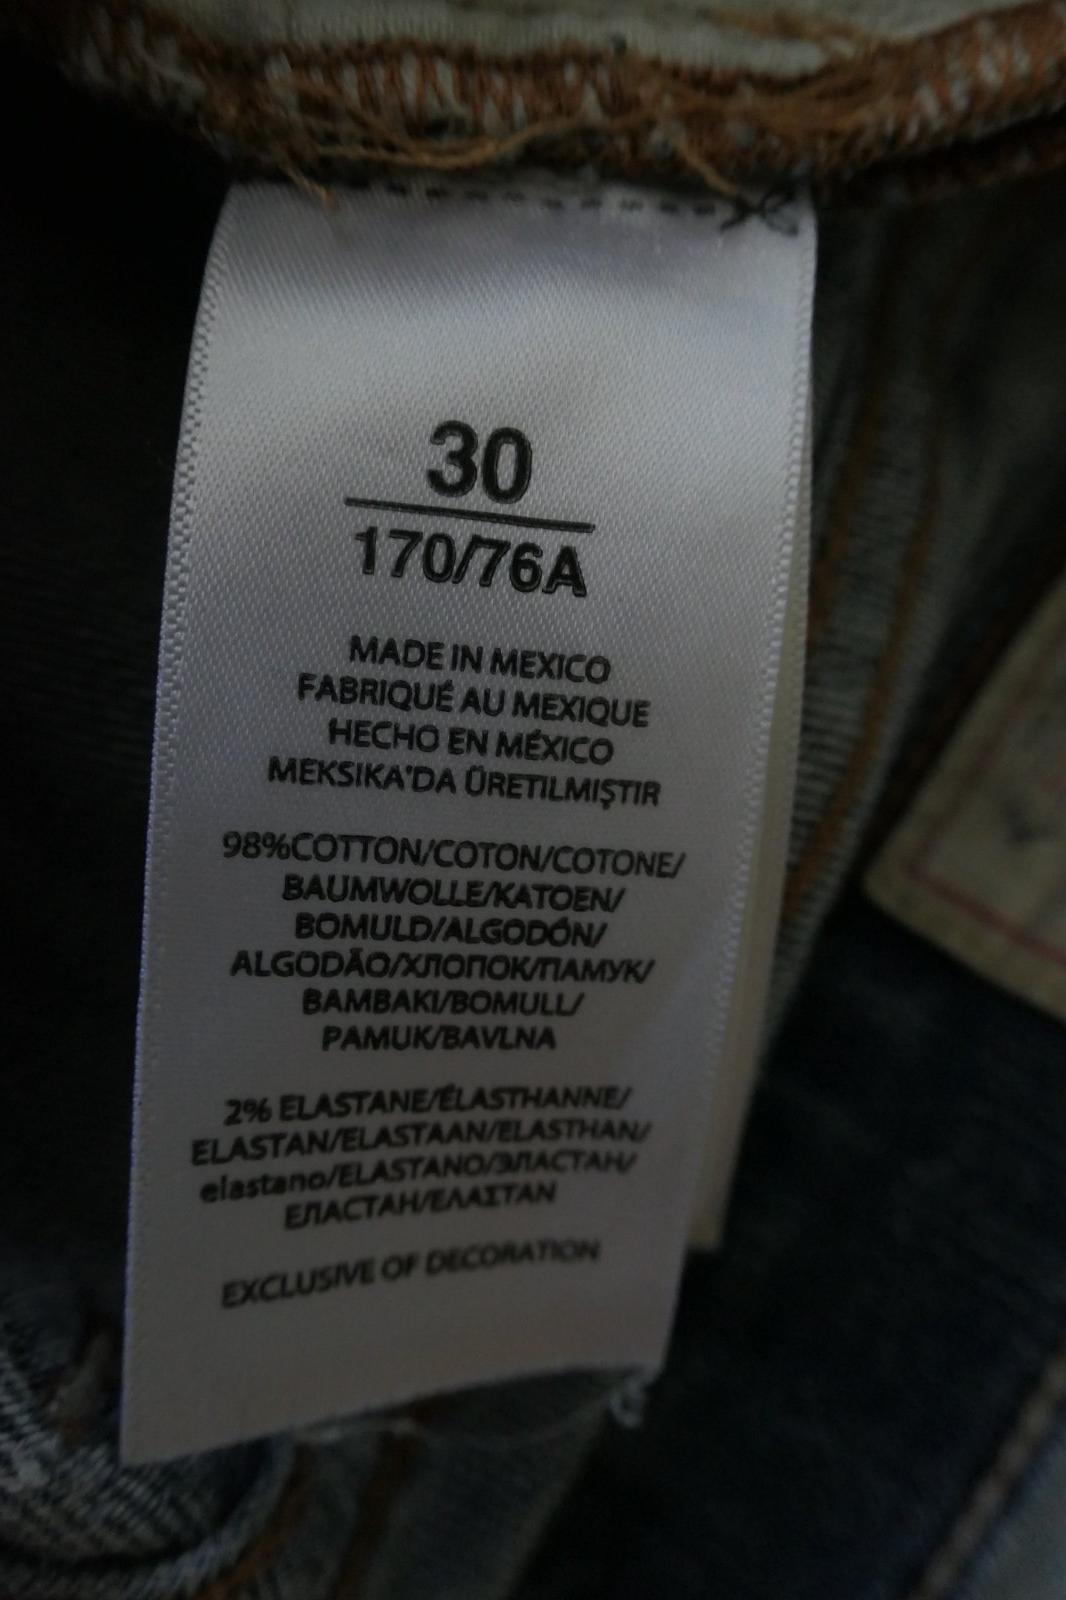 30
170/76A
MADE IN MEXICO
FABRIQUÉ AU MEXIQUE
HECHO EN MÉXICO
MEKSIKA'DA ÜRETILMIŞTIR
98%COTTON/COTON/COTONE/
BAUMWOLLE/KATOEN/
BOMULD/ALGODÓN/
ALGODÃO/ХЛОПОК/ПАМУК/
BAMBAKI/BOMULL/
PAMUK/BAVLNA
2% ELASTANE/ÉLASTHANNE/
ELASTAN/ELASTAAN/ELASTHAN/
elastano/ELASTANO/ЭЛАСТАН/
ЕЛАСТАН/ΕΛΑΣΤΑΝ
EXCLUSIVE OF DECORATION